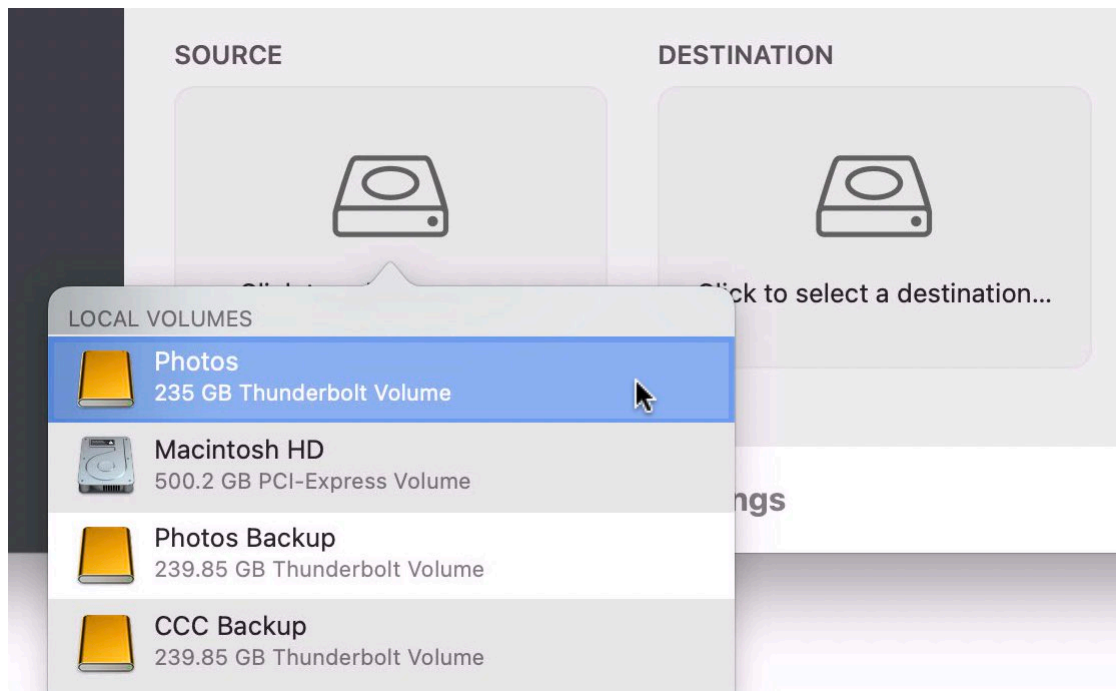 SOURCE
DESTINATION
ck to select a destination...
LOCAL VOLUMES
Photos
235 GB Thunderbolt Volume
Macintosh HD
500.2 GB PCI-Express Volume
ngs
Photos Backup
239.85 GB Thunderbolt Volume
CCC Backup
239.85 GB Thunderbolt Volume